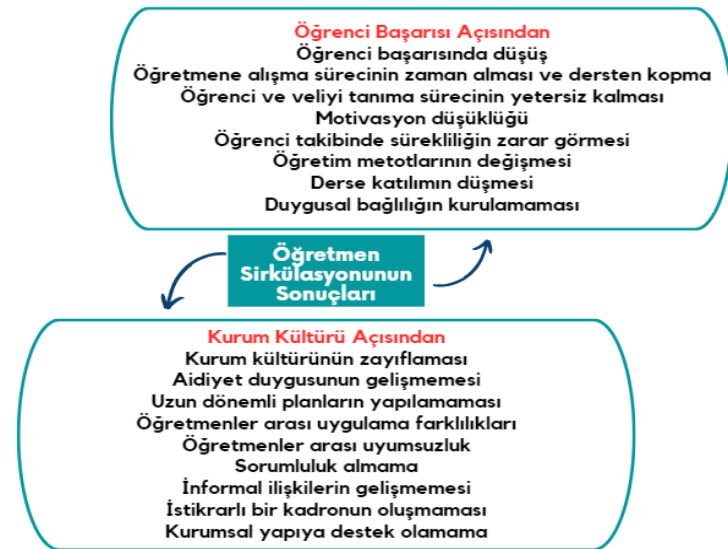 Öğrenci Başarısı Açısından
Öğrenci başarısında düşüş
Öğretmene alışma sürecinin zaman alması ve dersten kopma
Öğrenci ve veliyi tanıma sürecinin yetersiz kalması
Motivasyon düşüklüğü
Öğrenci takibinde sürekliliğin zarar görmesi
Öğretim metotlarının değişmesi
Derse katılımın düşmesi
Duygusal bağlılığın kurulamaması
Öğretmen
Sirkülasyonunun
Sonuçları
Kurum Kültürü Açısından
Kurum kültürünün zayıflaması
Aidiyet duygusunun gelişmemesi
Uzun dönemli planların yapılamaması
Öğretmenler arası uygulama farklılıkları
Öğretmenler arası uyumsuzluk
Sorumluluk almama
İnformal ilişkilerin gelişmemesi
İstikrarlı bir kadronun oluşmaması
Kurumsal yapıya destek olamama